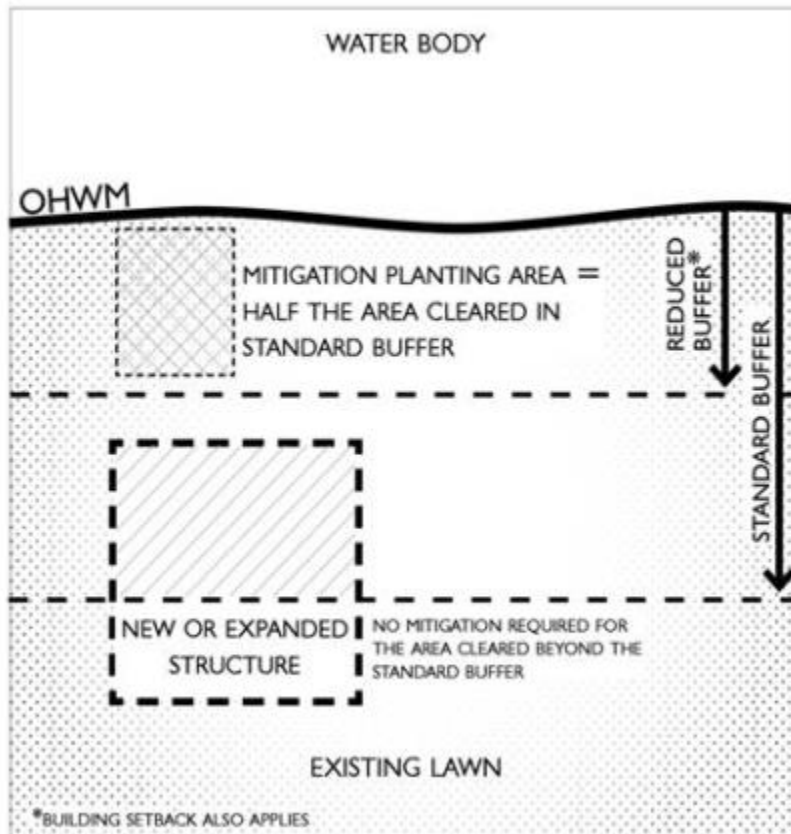 WATER BODY
OHWM
MITIGATION PLANTING AREA =
HALF THE AREA CLEARED IN
STANDARD BUFFER
REDUCED
BUFFER*
STANDARD BUFFER
NEW OR EXPANDED
STRUCTURE
NO MITIGATION REQUIRED FOR
THE AREA CLEARED BEYOND THE
STANDARD BUFFER
EXISTING LAWN
*BUILDING SETBACK ALSO APPLIES